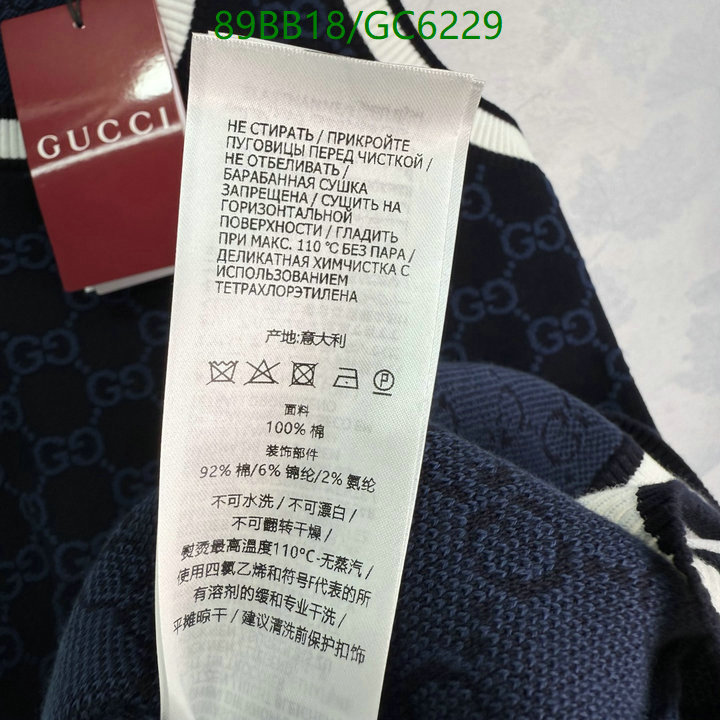 89BB18/GC6229
GUCCI
НЕ СТИРАТЬ / ПРИКРОЙТЕ
ПУГОВИЦЫ ПЕРЕД ЧИСТКОЙ /
НЕ ОТБЕЛИВАТЬ /
БАРАБАННАЯ СУШКА
ЗАПРЕЩЕНА / СУШИТЬ НА
ГОРИЗОНТАЛЬНОЙ
ПОВЕРХНОСТИ / ГЛАДИТЬ
ПРИ МАКС. 110 °C БЕЗ ПАРА /
ДЕЛИКАТНАЯ ХИМЧИСТКА С
ИСПОЛЬЗОВАНИЕМ
ТЕТРАХЛОРЭТИЛЕНА
产地:意大利
P
面料
100% 棉
装饰部件
92% 棉/6% 锦纶/2% 氨纶
不可水洗 / 不可漂白 /
不可翻转干燥 /
熨烫最高温度110°C-无蒸汽 /
使用四氯乙烯和符号F代表的所
有溶剂的缓和专业干洗 /
平摊晾干 / 建议清洗前保护扣饰